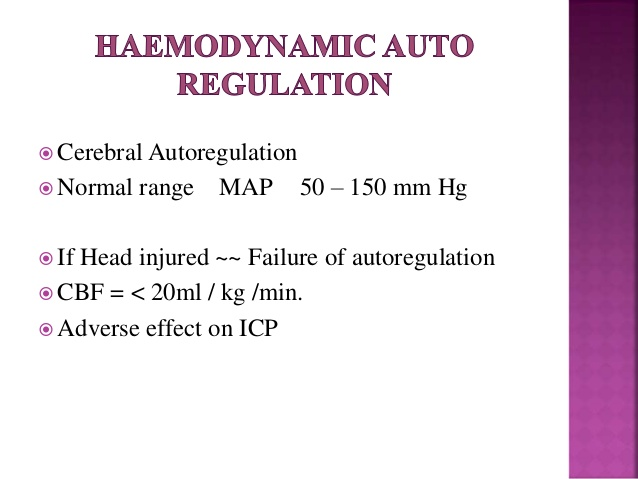 HAEMODYNAMIC AUTO
REGULATION
Cerebral Autoregulation
Normal range MAP 50 – 150 mm Hg
If Head injured ~~ Failure of autoregulation
CBF = < 20ml / kg /min.
Adverse effect on ICP